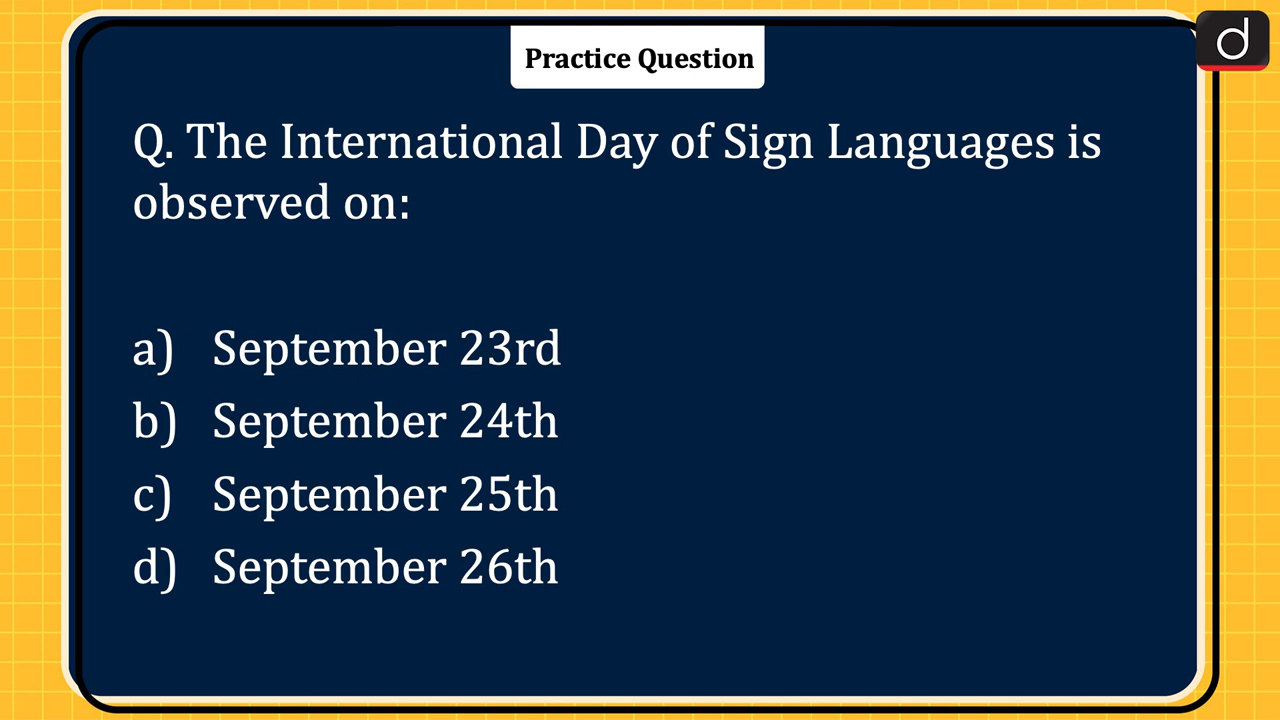 d
Practice Question
Q. The International Day of Sign Languages is
observed on:
a) September 23rd
b) September 24th
c) September 25th
d) September 26th